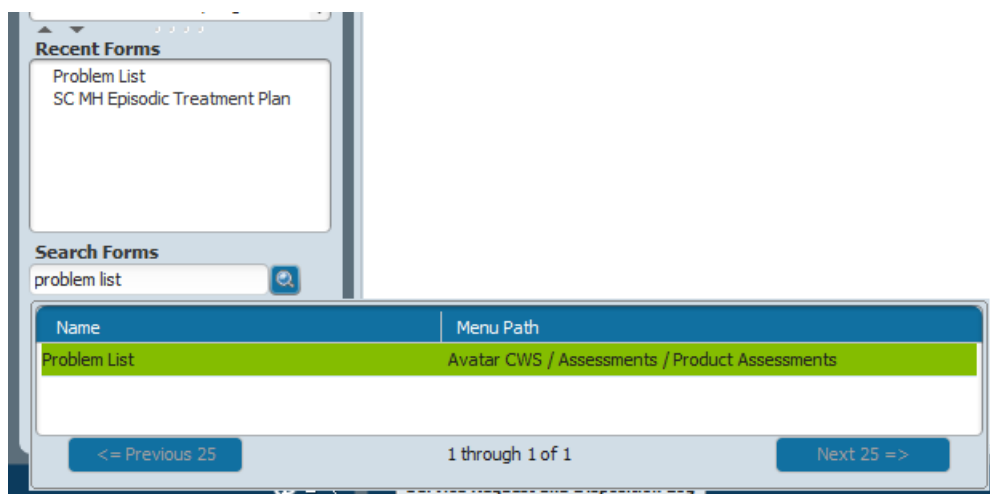 Recent Forms
Problem List
SC MH Episodic Treatment Plan
Search Forms
problem list
Name Menu Path
Problem List Avatar CWS / Assessments / Product Assessments
<= Previous 25 1 through 1 of 1 Next 25 =>